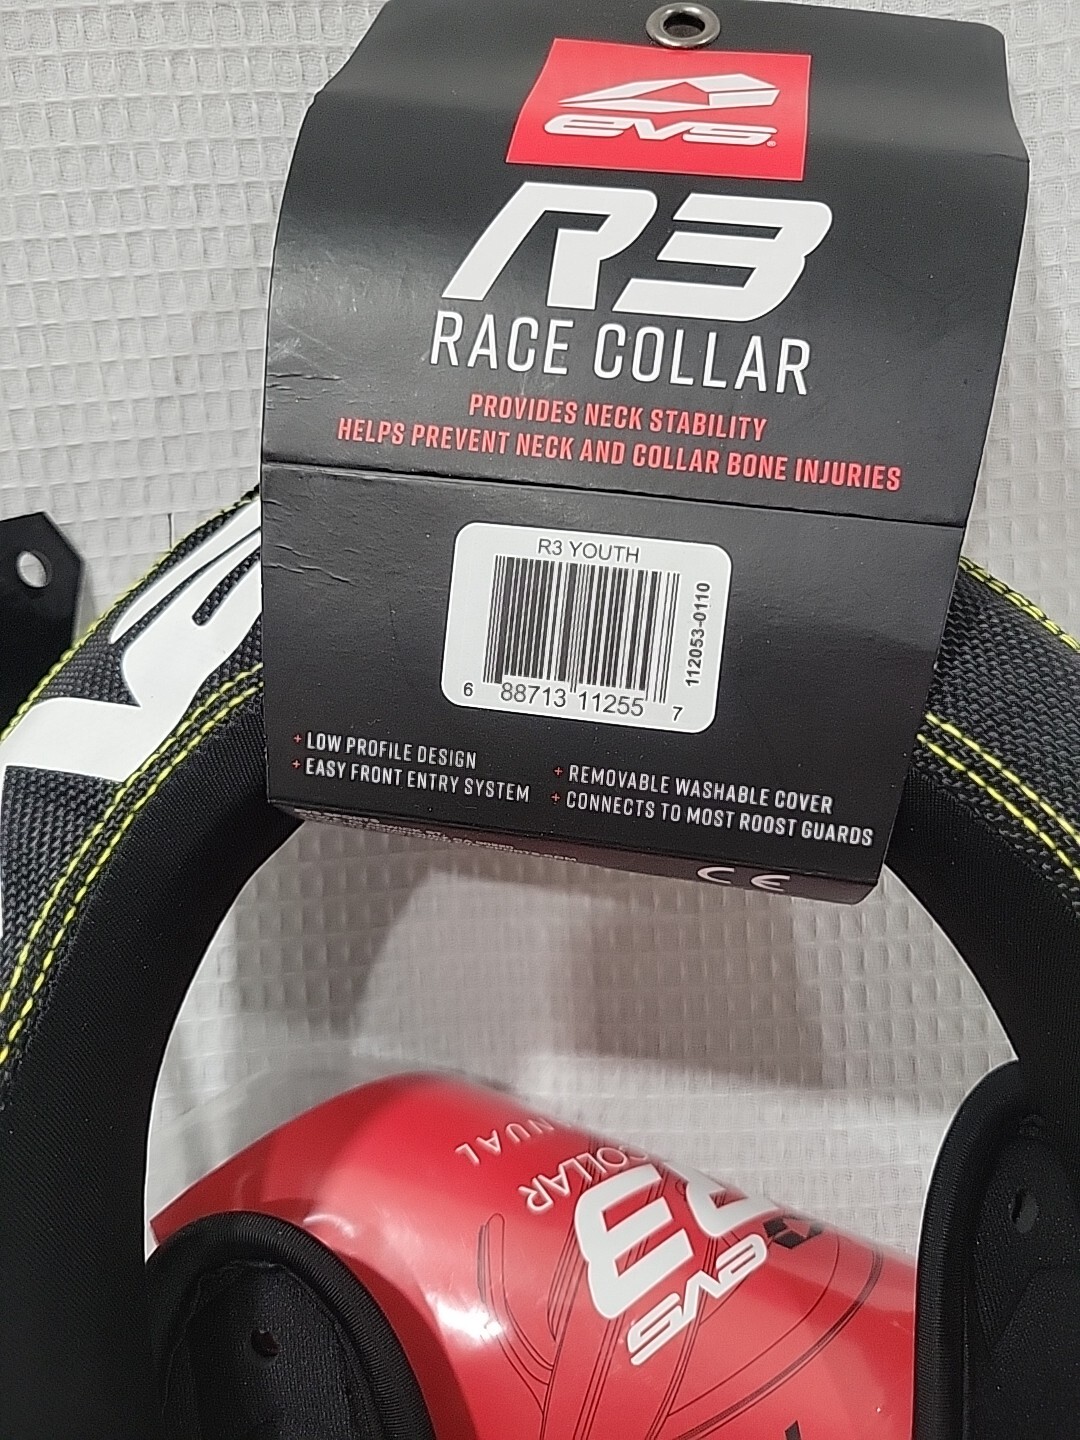 evs®
R3
RACE COLLAR
PROVIDES NECK STABILITY
HELPS PREVENT NECK AND COLLAR BONE INJURIES
R3 YOUTH
112053-0110
6 88713 11255 7
+ LOW PROFILE DESIGN
+ EASY FRONT ENTRY SYSTEM
+ REMOVABLE WASHABLE COVER
+ CONNECTS TO MOST ROOST GUARDS
CE
evs
R3
COLLAR
NUAL